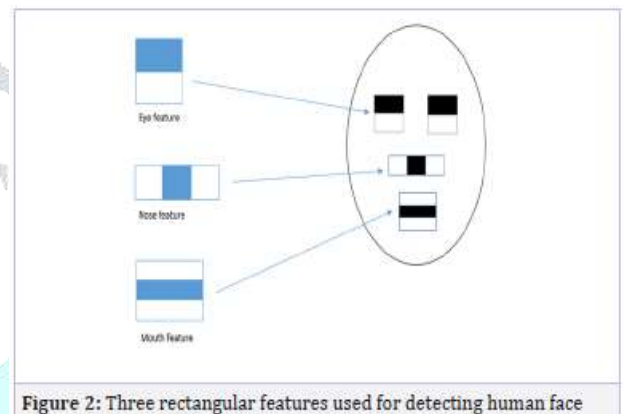 Eye feature
Nose feature
Mouth Feature
Figure 2: Three rectangular features used for detecting human face